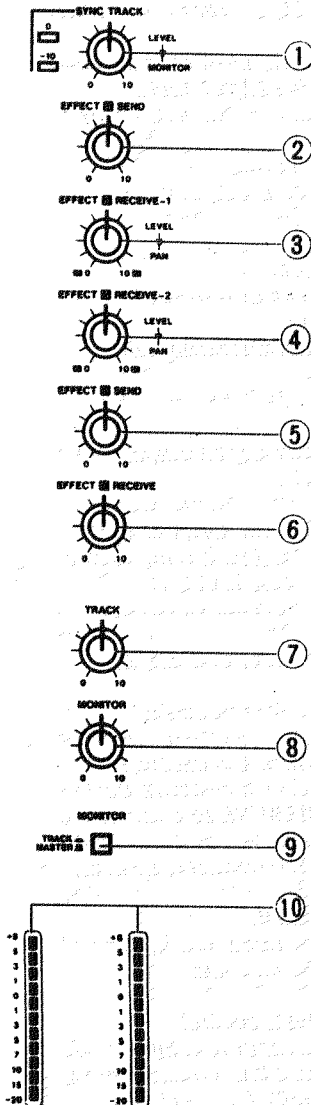 SYNC TRACK
0
-10
LEVEL
MONITOR
0 10
①
EFFECT SEND
0 10
②
EFFECT RECEIVE-1
LEVEL
PAN
0 10
③
EFFECT RECEIVE-2
LEVEL
PAN
0 10
④
EFFECT SEND
0 10
⑤
EFFECT RECEIVE
0 10
⑥
TRACK
0 10
⑦
MONITOR
0 10
⑧
MONITOR
TRACK
MASTER
⑨
⑩
5 5
3 3
1 1
0 0
1 1
3 3
5 5
7 7
10 10
15 15
-20 -20